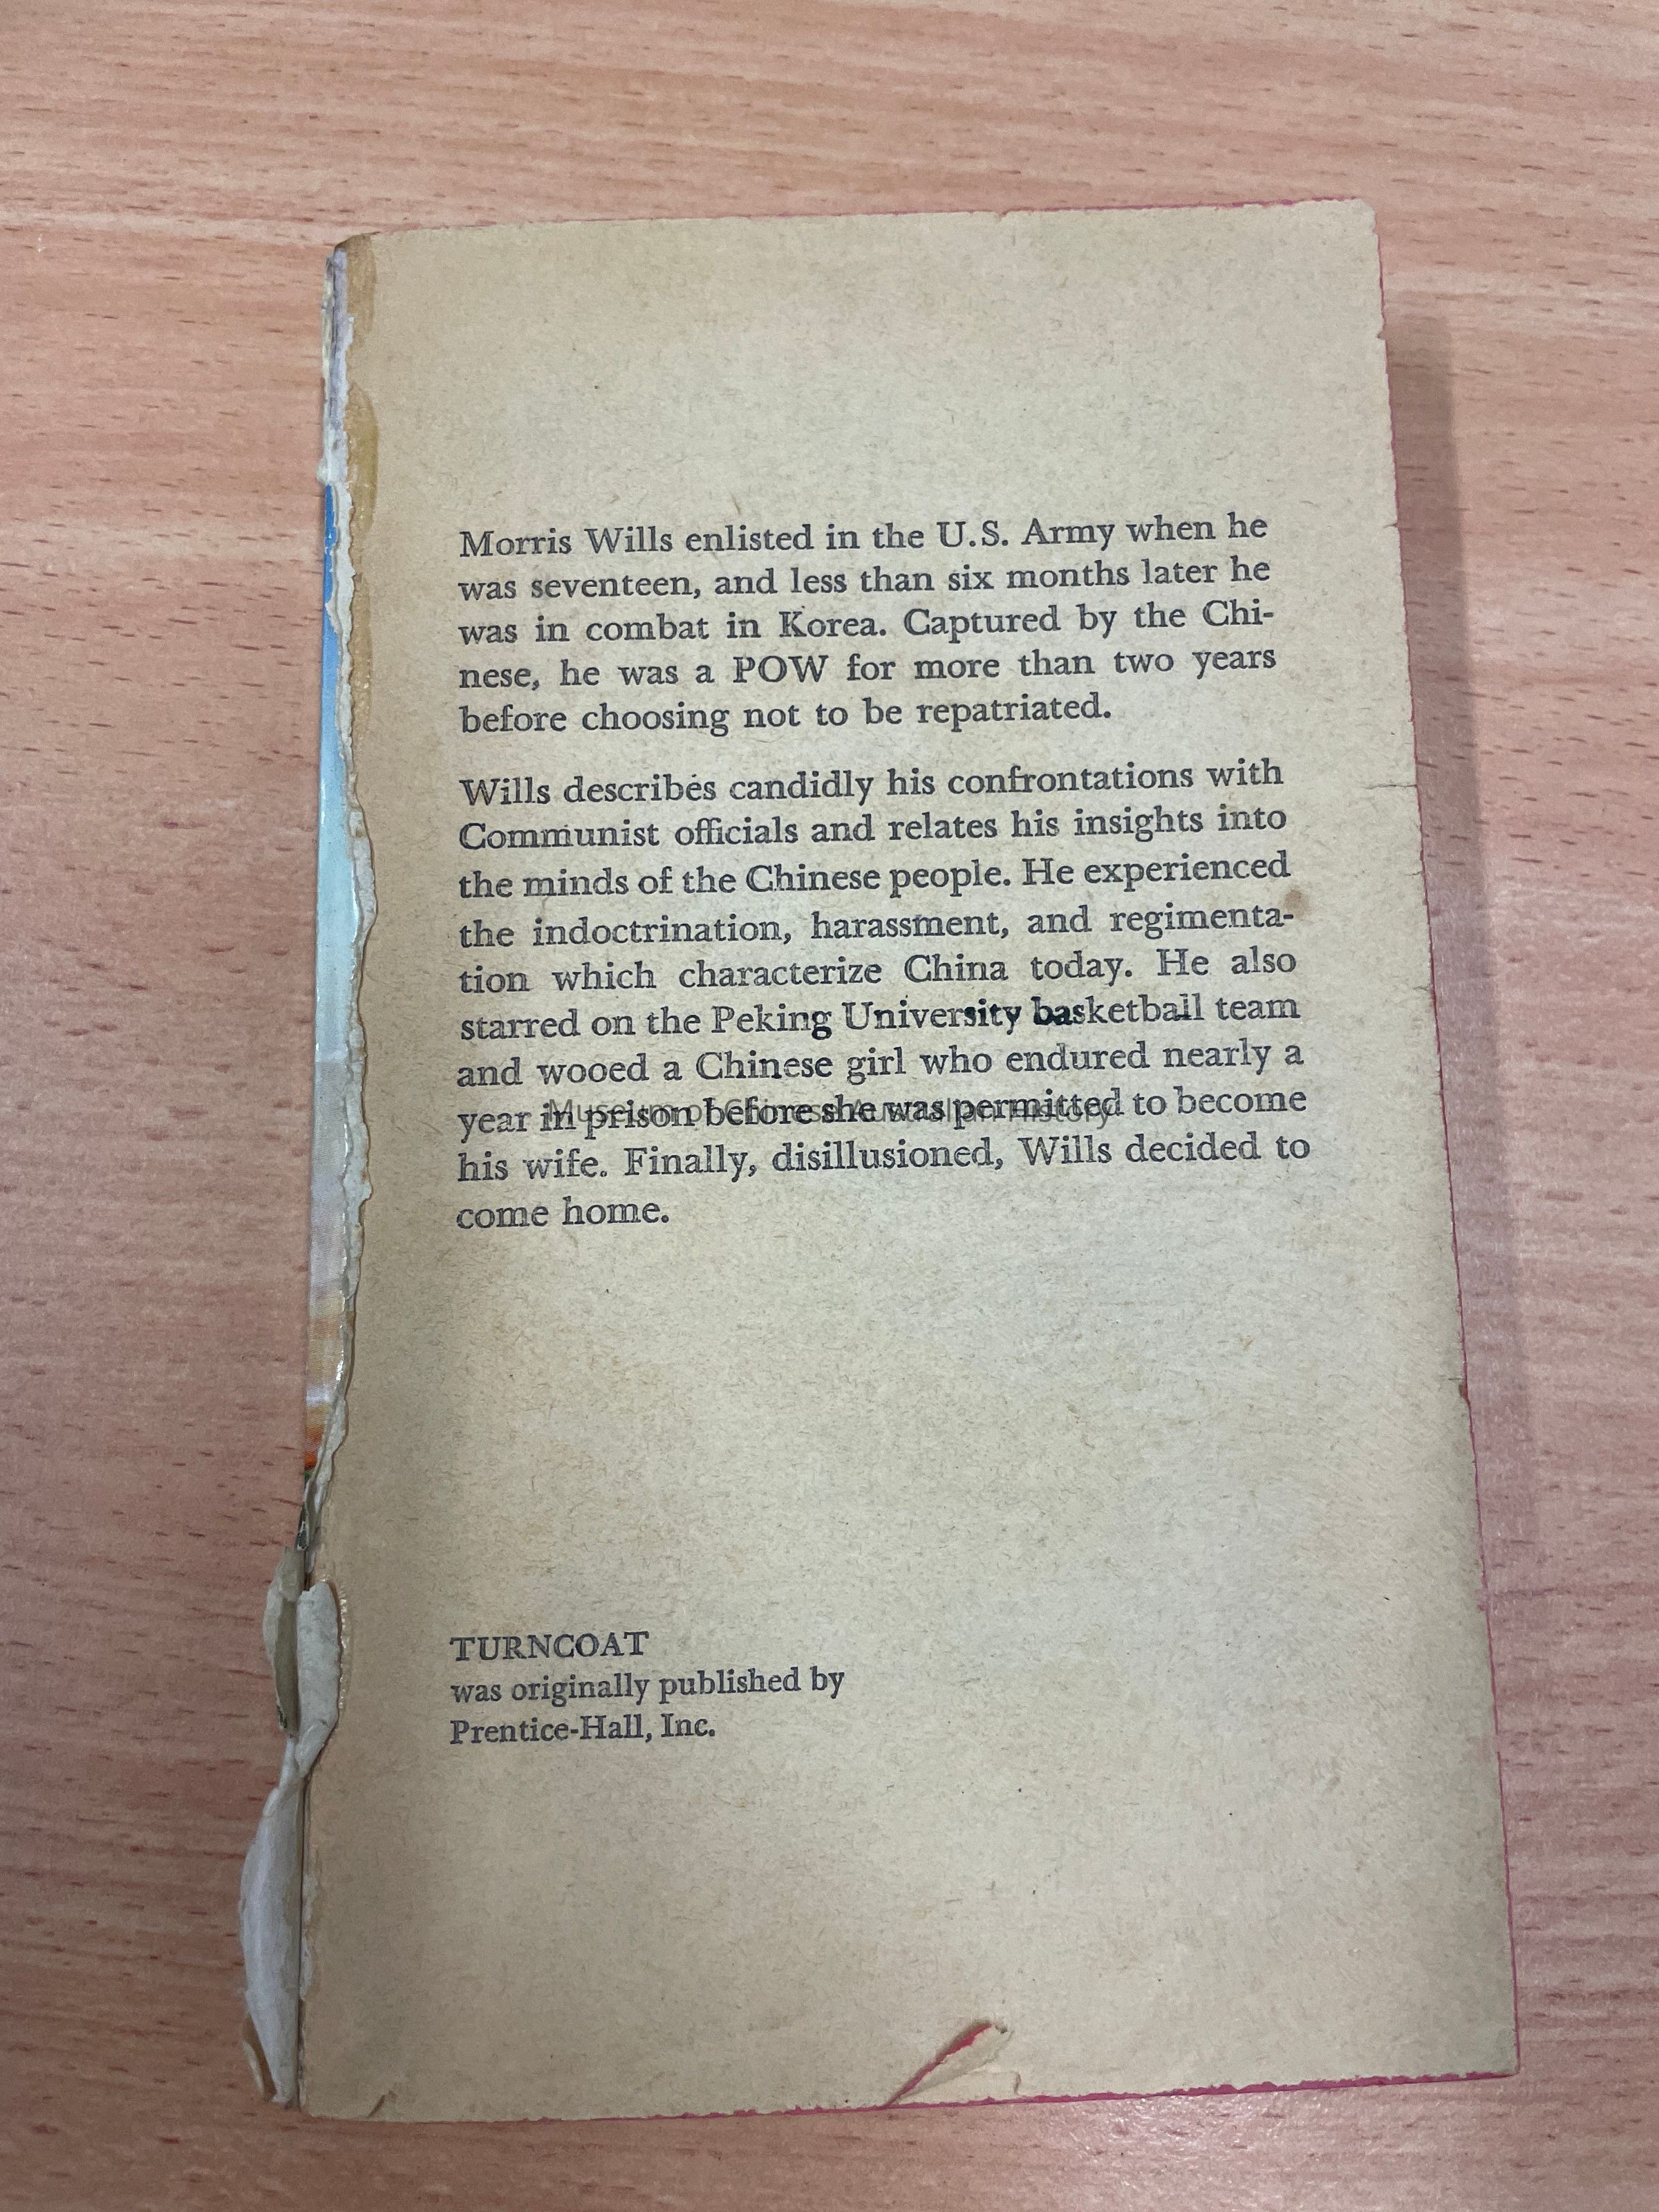 Morris Wills enlisted in the U.S. Army when he
was seventeen, and less than six months later he
was in combat in Korea. Captured by the Chi-
nese, he was a POW for more than two years
before choosing not to be repatriated.
Wills describes candidly his confrontations with
Communist officials and relates his insights into
the minds of the Chinese people. He experienced
the indoctrination, harassment, and regimenta-
tion which characterize China today. He also
starred on the Peking University basketball team
and wooed a Chinese girl who endured nearly a
year in prison before she was permitted to become
Museum of Chinese Australian History
his wife. Finally, disillusioned, Wills decided to
come home.
TURNCOAT
was originally published by
Prentice-Hall, Inc.